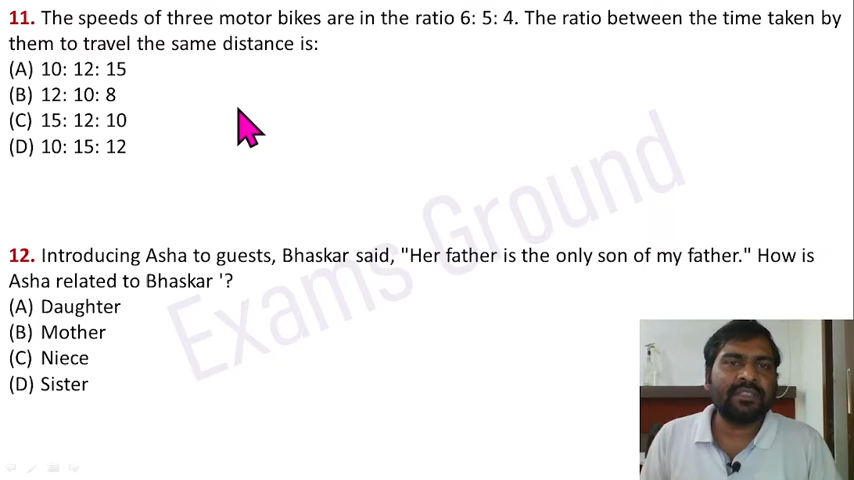 11. The speeds of three motor bikes are in the ratio 6: 5: 4. The ratio between the time taken by
them to travel the same distance is:
(A) 10: 12: 15
(B) 12: 10: 8
(C) 15: 12: 10
(D) 10: 15: 12
Exams Ground
12. Introducing Asha to guests, Bhaskar said, "Her father is the only son of my father." How is
Asha related to Bhaskar '?
(A) Daughter
(B) Mother
(C) Niece
(D) Sister